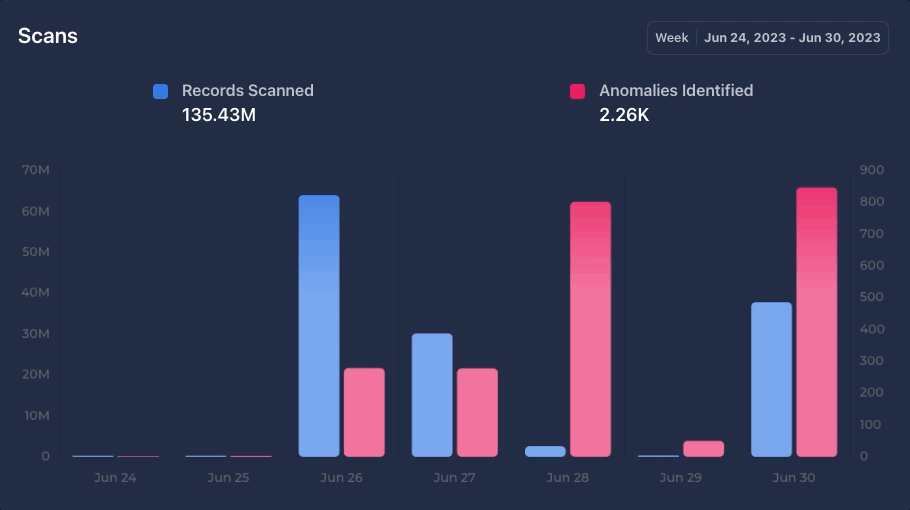 Scans
Week Jun 24, 2023 - Jun 30, 2023
Records Scanned
135.43M
Anomalies Identified
2.26K
70M
60M
50M
40M
30M
20M
10M
0
900
800
700
600
500
400
300
200
100
0
Jun 24 Jun 25 Jun 26 Jun 27 Jun 28 Jun 29 Jun 30